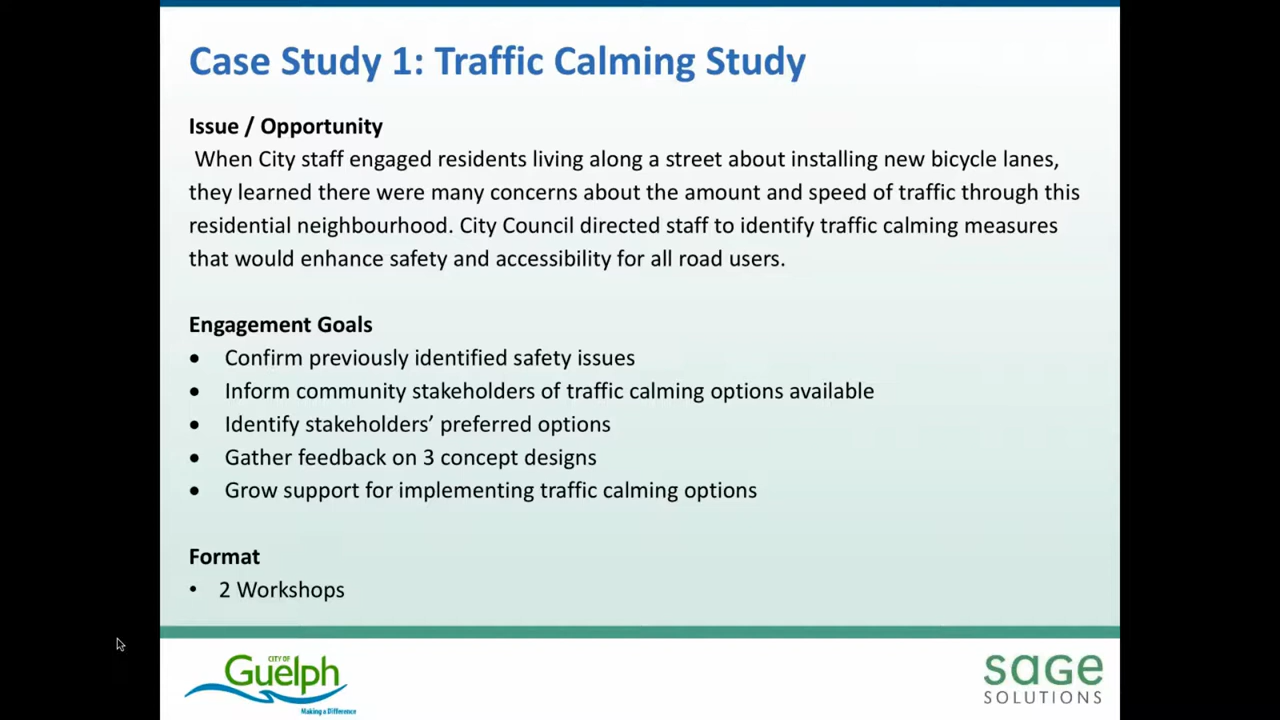 Case Study 1: Traffic Calming Study
Issue / Opportunity
When City staff engaged residents living along a street about installing new bicycle lanes,
they learned there were many concerns about the amount and speed of traffic through this
residential neighbourhood. City Council directed staff to identify traffic calming measures
that would enhance safety and accessibility for all road users.
Engagement Goals
• Confirm previously identified safety issues
• Inform community stakeholders of traffic calming options available
• Identify stakeholders’ preferred options
• Gather feedback on 3 concept designs
• Grow support for implementing traffic calming options
Format
• 2 Workshops
CITY OF
Guelph
Making a Difference
sage
SOLUTIONS